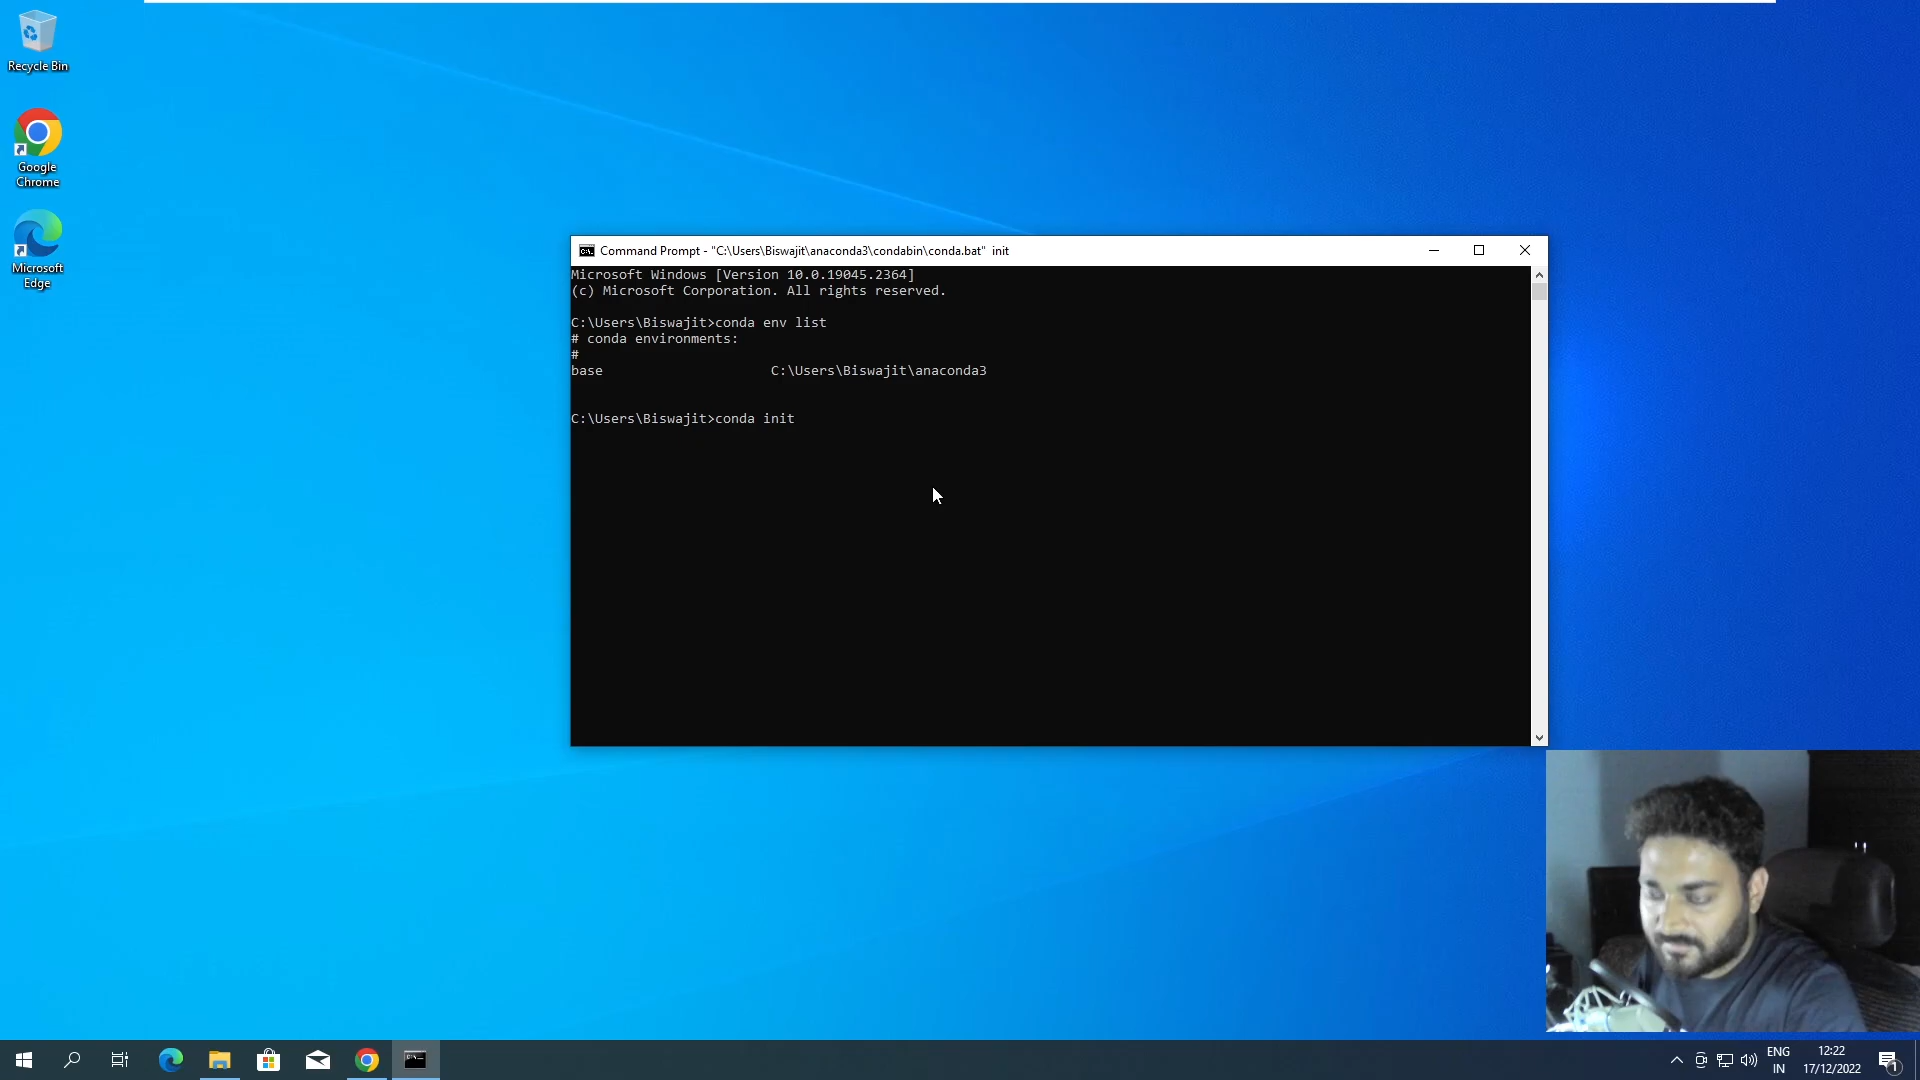 Recycle Bin
Google
Chrome
Microsoft
Edge
Command Prompt - "C:\Users\Biswajit\anaconda3\condabin\conda.bat" init
Microsoft Windows [Version 10.0.19045.2364]
(c) Microsoft Corporation. All rights reserved.
C:\Users\Biswajit>conda env list
# conda environments:
#
base C:\Users\Biswajit\anaconda3
C:\Users\Biswajit>conda init
ENG
IN
12:22
17/12/2022
1